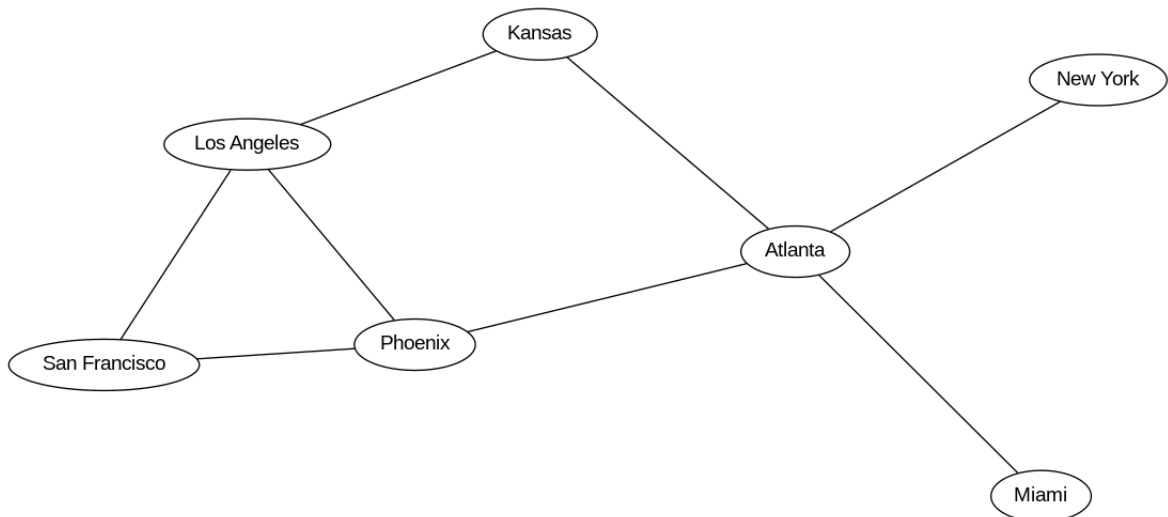 Kansas
New York
Los Angeles
Atlanta
Phoenix
San Francisco
Miami